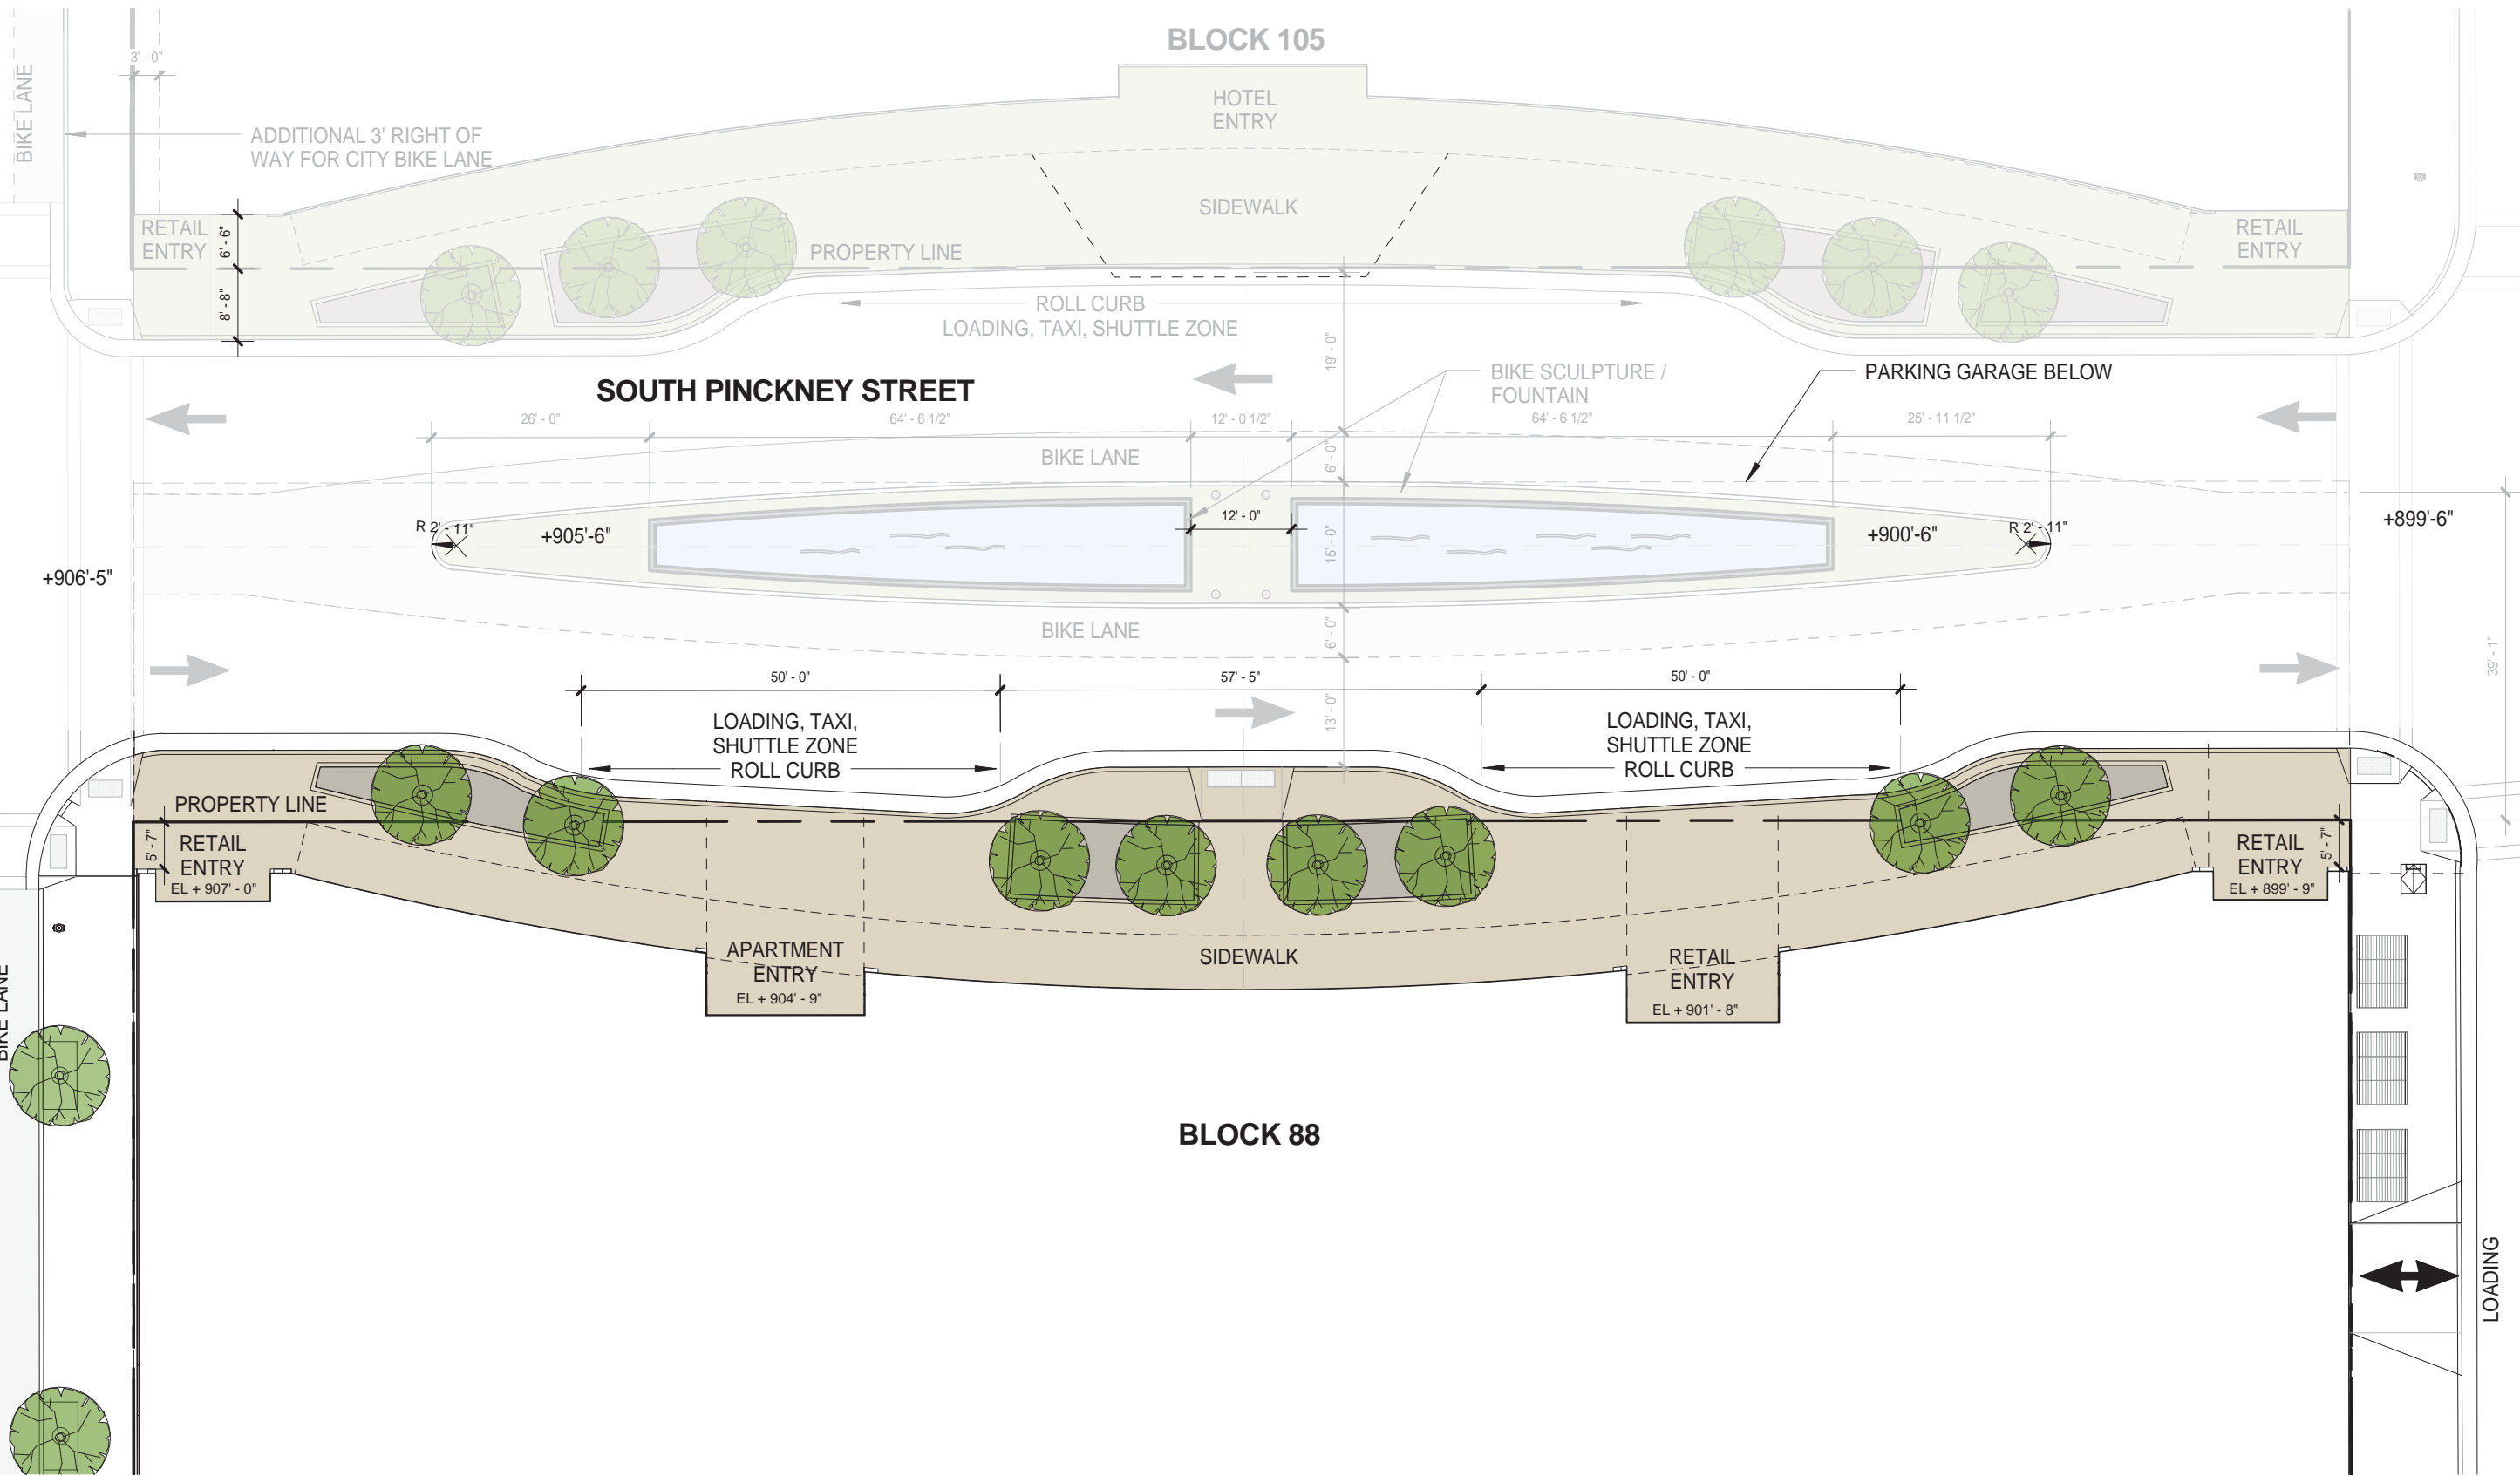 BLOCK 105
3' - 0"
BIKE LANE
HOTEL
ENTRY
ADDITIONAL 3' RIGHT OF
WAY FOR CITY BIKE LANE
SIDEWALK
RETAIL
ENTRY
6' - 6"
8' - 8"
PROPERTY LINE
RETAIL
ENTRY
ROLL CURB
LOADING, TAXI, SHUTTLE ZONE
19' - 0"
SOUTH PINCKNEY STREET
BIKE SCULPTURE /
FOUNTAIN
PARKING GARAGE BELOW
26' - 0"
64' - 6 1/2"
12' - 0 1/2"
64' - 6 1/2"
25' - 11 1/2"
BIKE LANE
6' - 0"
R 2' - 11"
+905'-6"
12' - 0"
15' - 0"
+900'-6"
R 2' - 11"
+899'-6"
+906'-5"
BIKE LANE
6' - 0"
39' - 1"
50' - 0"
57' - 5"
50' - 0"
13' - 0"
LOADING, TAXI,
SHUTTLE ZONE
ROLL CURB
LOADING, TAXI,
SHUTTLE ZONE
ROLL CURB
PROPERTY LINE
5' - 7"
RETAIL
ENTRY
EL + 907' - 0"
RETAIL
ENTRY
EL + 899' - 9"
5' - 7"
APARTMENT
ENTRY
EL + 904' - 9"
SIDEWALK
RETAIL
ENTRY
EL + 901' - 8"
BIKE LANE
BLOCK 88
LOADING